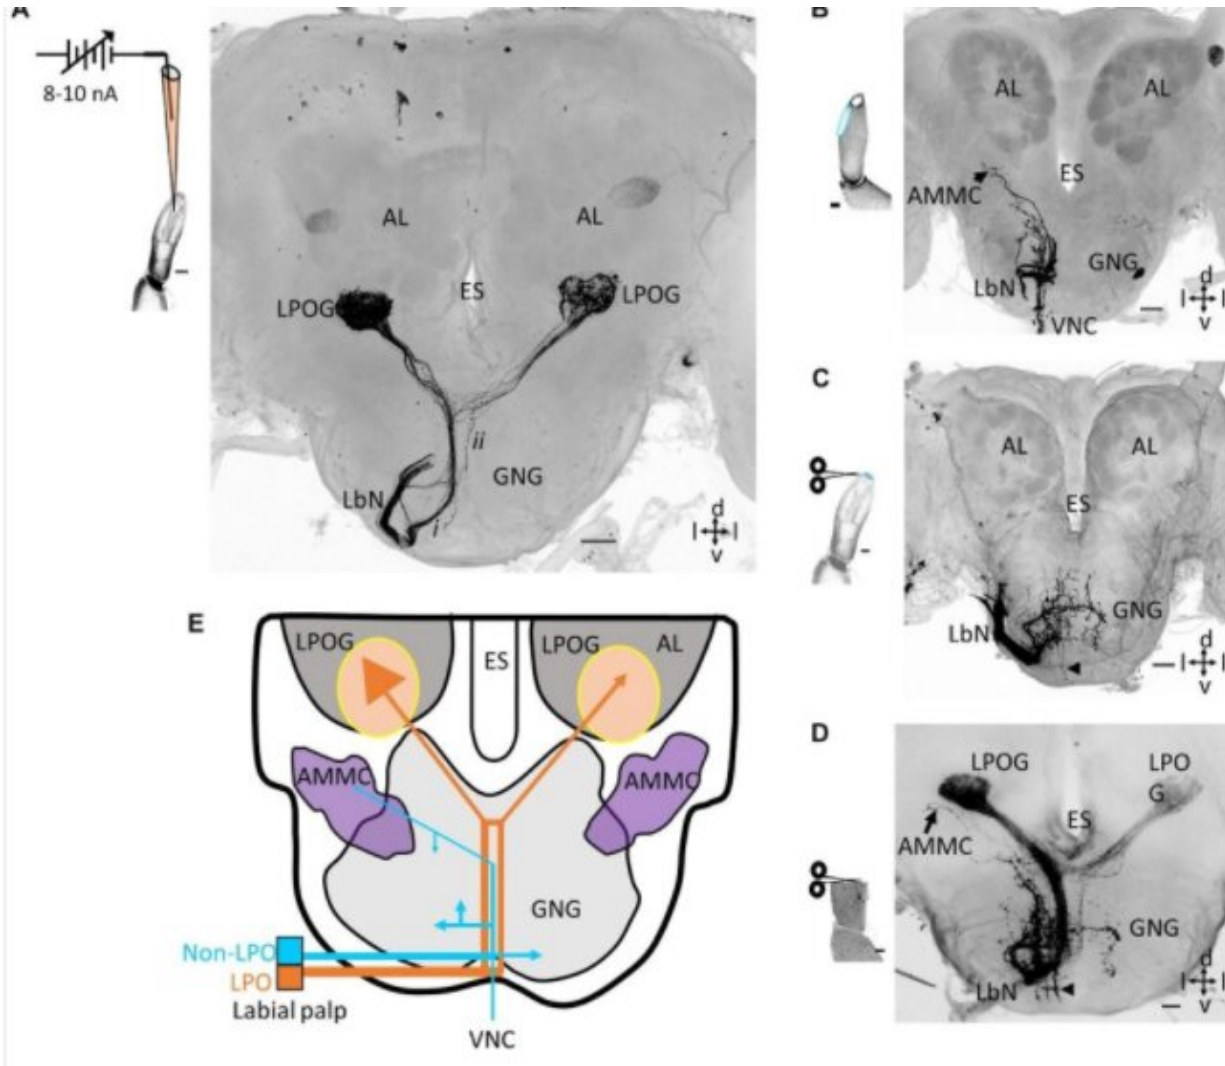 A
8-10 nA
AL
AL
ES
LPOG
LPOG
ii
GNG
LbN
i
d
l
l
v
B
AL
AL
ES
AMMC
GNG
LbN
d
l
l
v
VNC
C
AL
AL
ES
GNG
LbN
d
l
l
v
D
LPOG
LPO
G
ES
AMMC
GNG
LbN
d
l
l
v
E
LPOG
LPOG
AL
ES
AMMC
AMMC
GNG
Non-LPO
LPO
Labial palp
VNC